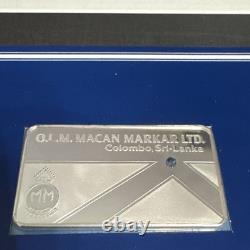 O.L.M. MACAN MARKAR LTD.
Colombo, Sri-Lanka
MM